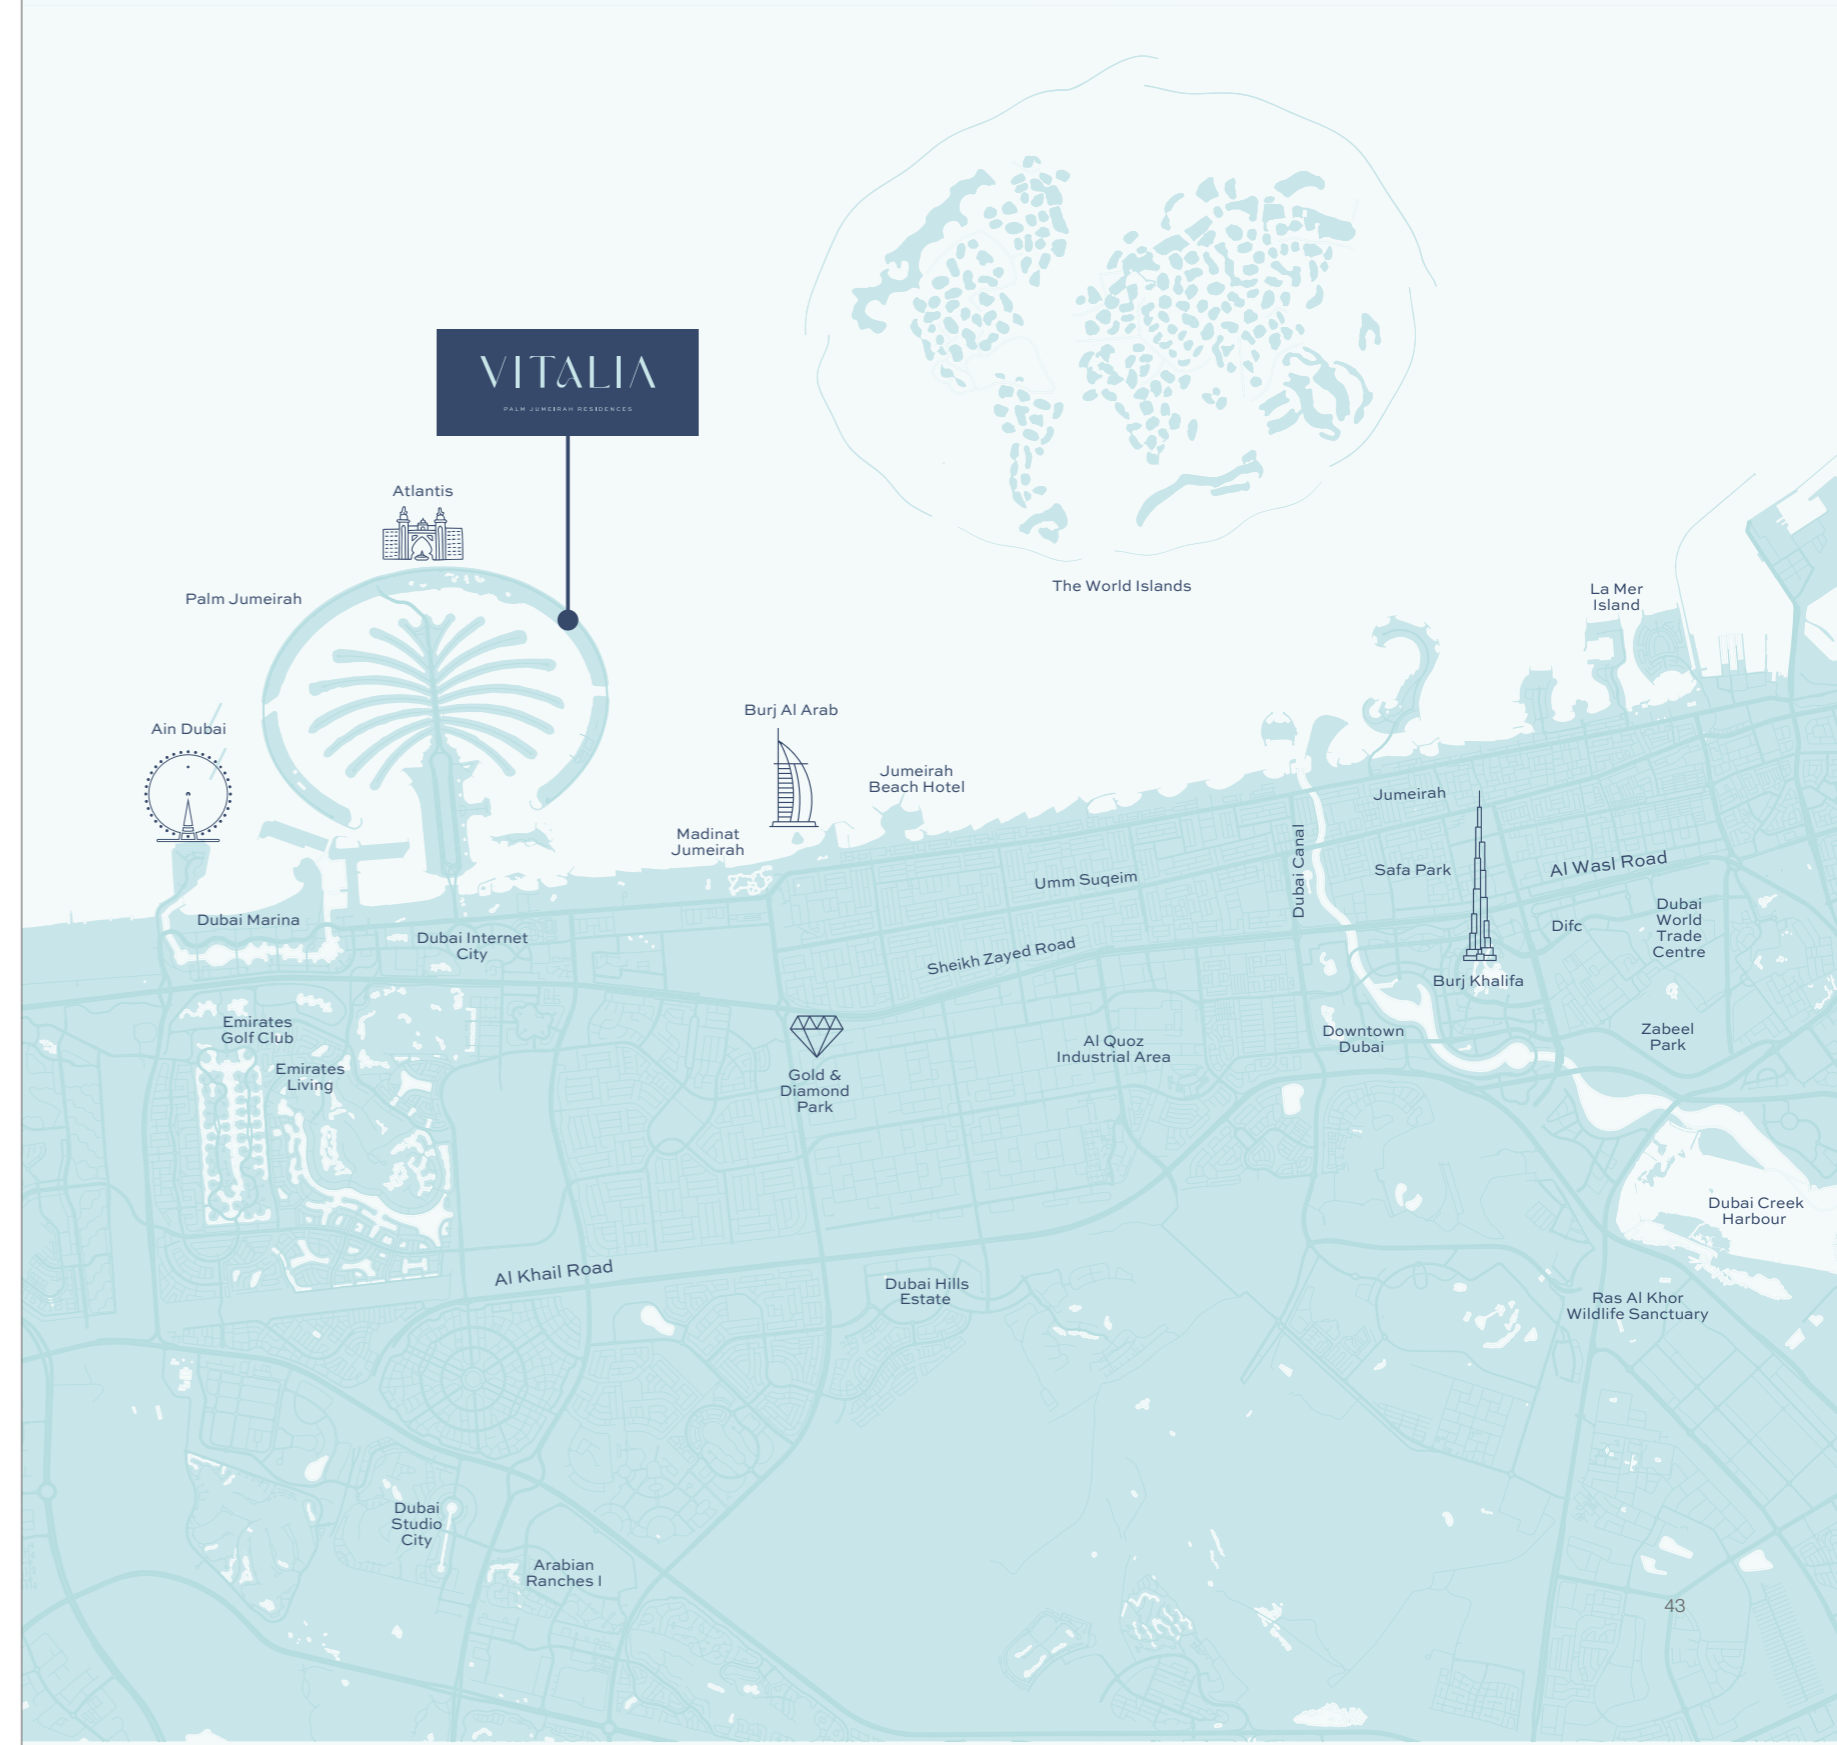 VITALIA
PALM JUMEIRAH RESIDENCES
Atlantis
Palm Jumeirah
The World Islands
La Mer
Island
Ain Dubai
Burj Al Arab
Jumeirah
Beach Hotel
Madinat
Jumeirah
Jumeirah
Dubai Canal
Safa Park
Al Wasl Road
Umm Suqeim
Dubai Marina
Dubai Internet
City
Sheikh Zayed Road
Difc
Dubai
World
Trade
Centre
Burj Khalifa
Emirates
Golf Club
Emirates
Living
Gold &
Diamond
Park
Al Quoz
Industrial Area
Downtown
Dubai
Zabeel
Park
Dubai Creek
Harbour
Al Khail Road
Dubai Hills
Estate
Ras Al Khor
Wildlife Sanctuary
Dubai
Studio
City
Arabian
Ranches I
43